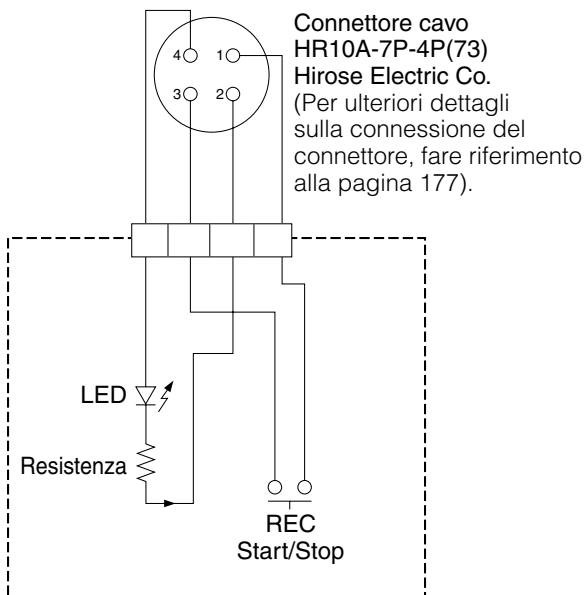 Connettore cavo
HR10A-7P-4P(73)
Hirose Electric Co.
(Per ulteriori dettagli
sulla connessione del
connettore, fare riferimento
alla pagina 177).
4 1
3 2
LED
Resistenza
REC
Start/Stop